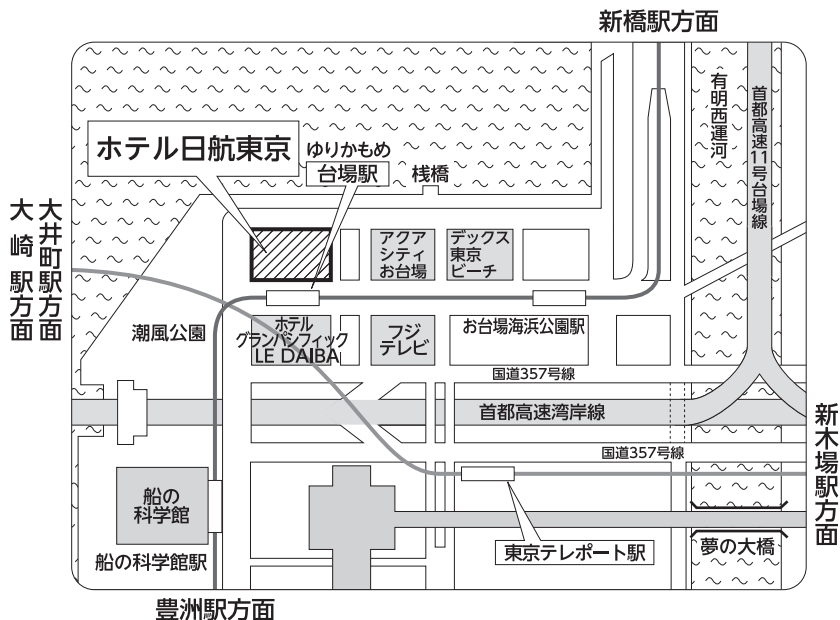 新橋駅方面
ホテル日航東京
ゆりかもめ
台場駅
桟橋
有明西運河
首都高速11号台場線
大井町駅方面
大崎駅方面
アクア
シティ
お台場
デックス
東京
ビーチ
潮風公園
ホテル
グランパシフィック
LE DAIBA
フジ
テレビ
お台場海浜公園駅
国道357号線
首都高速湾岸線
国道357号線
新木場駅方面
船の
科学館
船の科学館駅
東京テレポート駅
夢の大橋
豊洲駅方面